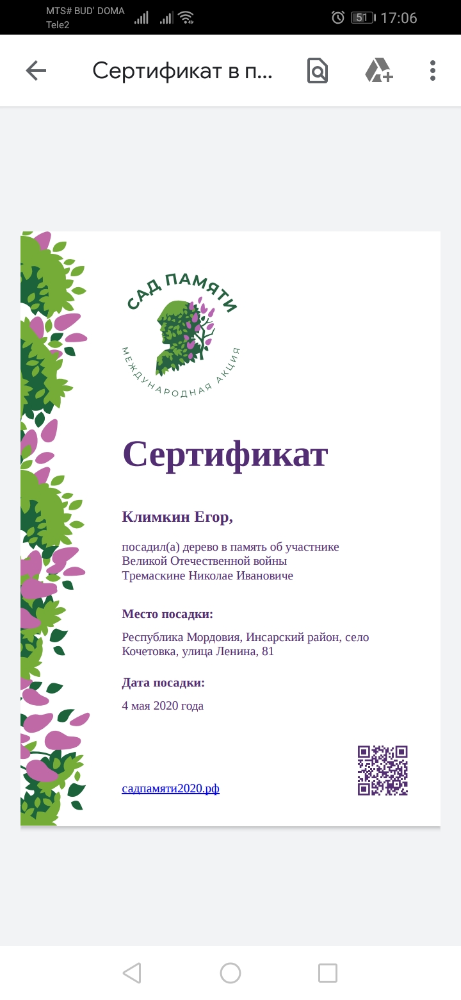 MTS# BUD' DOMA
Tele2
51
17:06
Сертификат в п...
САД ПАМЯТИ
МЕЖДУНАРОДНАЯ АКЦИЯ
Сертификат
Климкин Егор,
посадил(а) дерево в память об участнике
Великой Отечественной войны
Тремаскине Николае Ивановиче
Место посадки:
Республика Мордовия, Инсарский район, село
Кочетовка, улица Ленина, 81
Дата посадки:
4 мая 2020 года
садпамяти2020.рф